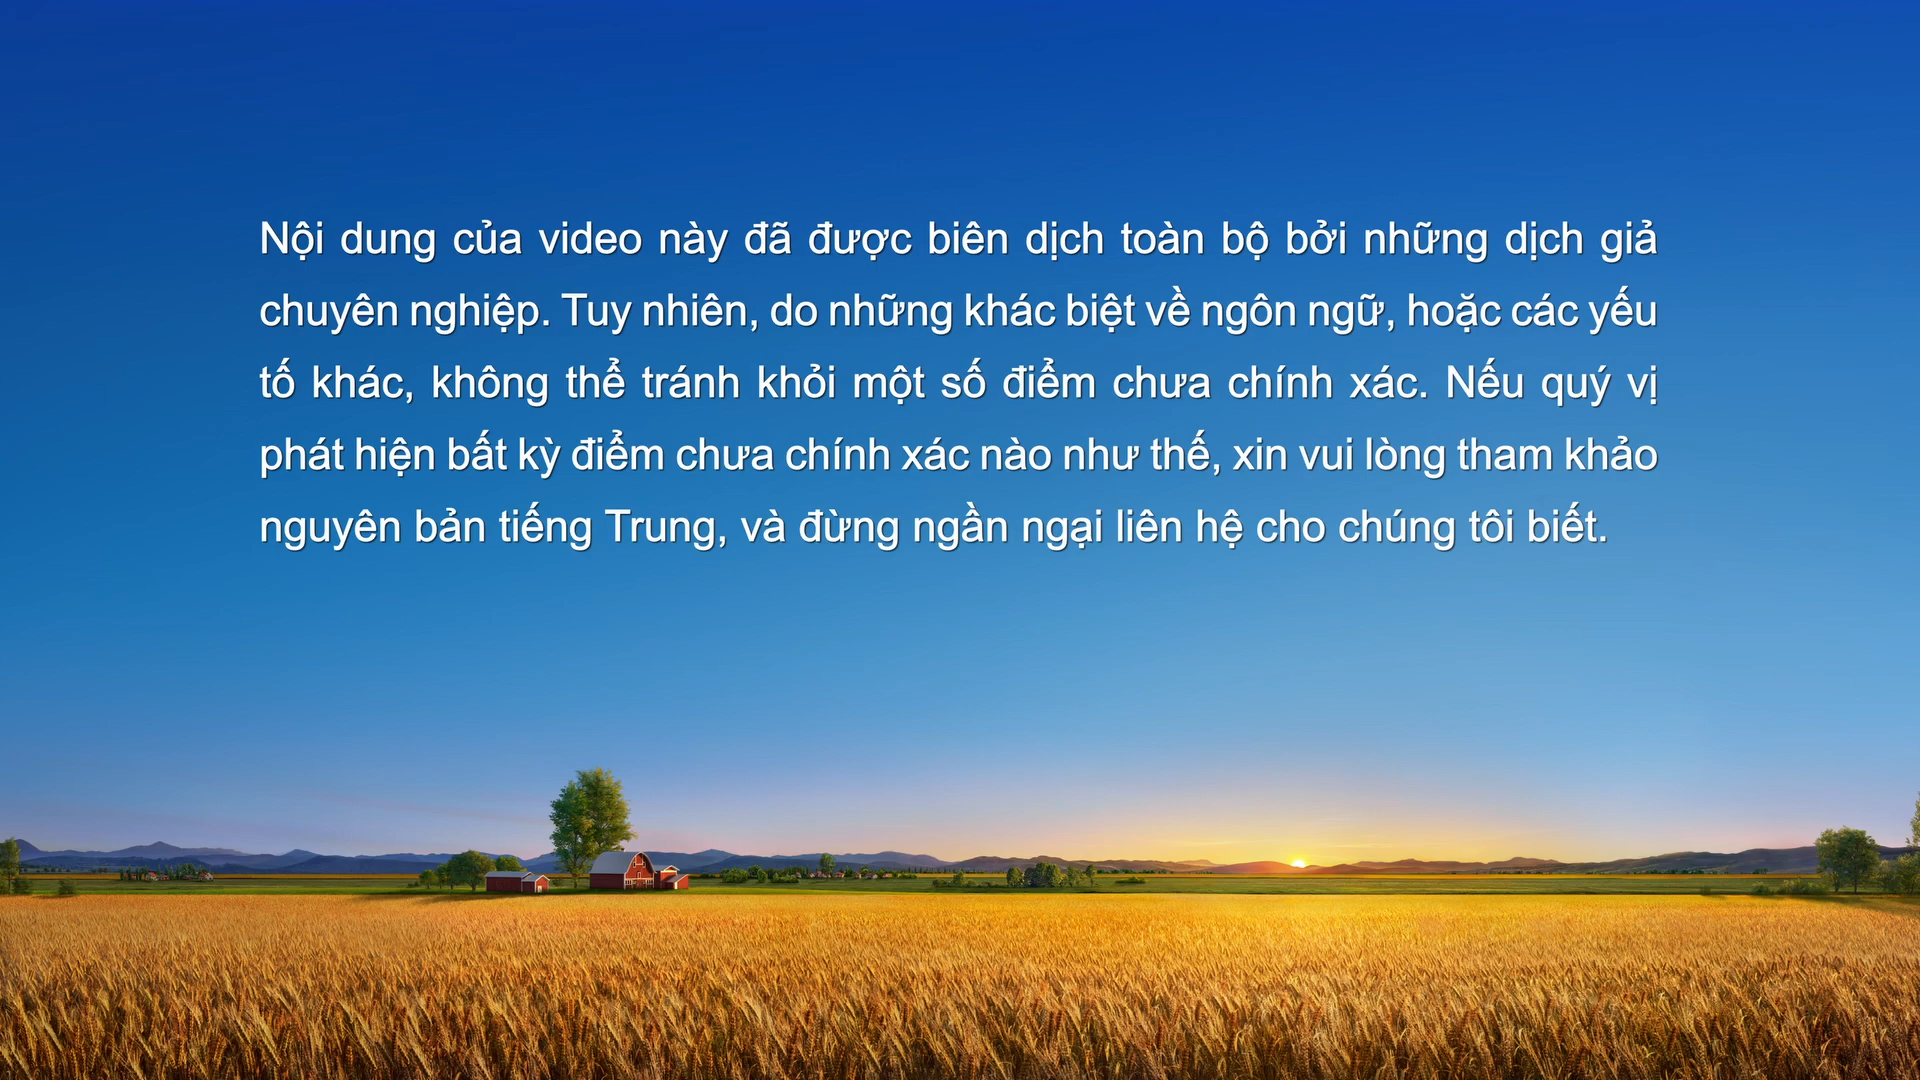 Nội dung của video này đã được biên dịch toàn bộ bởi những dịch giả
chuyên nghiệp. Tuy nhiên, do những khác biệt về ngôn ngữ, hoặc các yếu
tố khác, không thể tránh khỏi một số điểm chưa chính xác. Nếu quý vị
phát hiện bất kỳ điểm chưa chính xác nào như thế, xin vui lòng tham khảo
nguyên bản tiếng Trung, và đừng ngần ngại liên hệ cho chúng tôi biết.